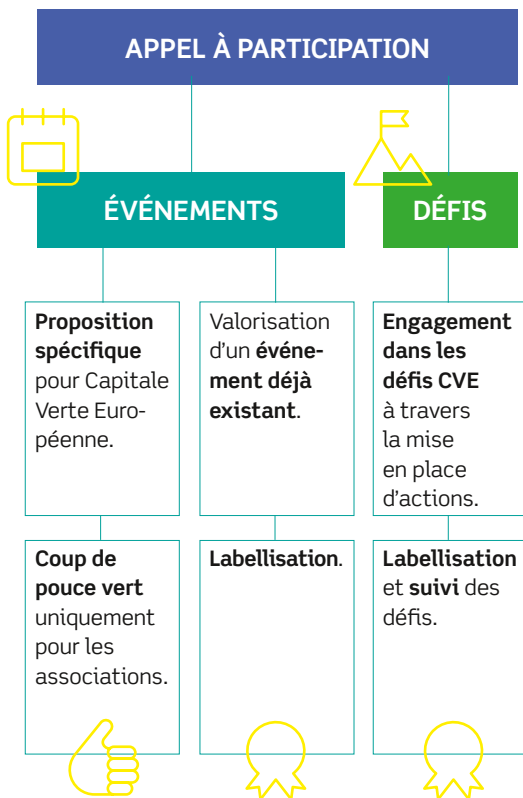 APPEL À PARTICIPATION
ÉVÉNEMENTS
DÉFIS
Proposition
spécifique
pour Capitale
Verte Euro-
péenne.
Valorisation
d'un événe-
ment déjà
existant.
Engagement
dans les
défis CVE
à travers
la mise
en place
d'actions.
Coup de
pouce vert
uniquement
pour les
associations.
Labellisation.
Labellisation
et suivi des
défis.